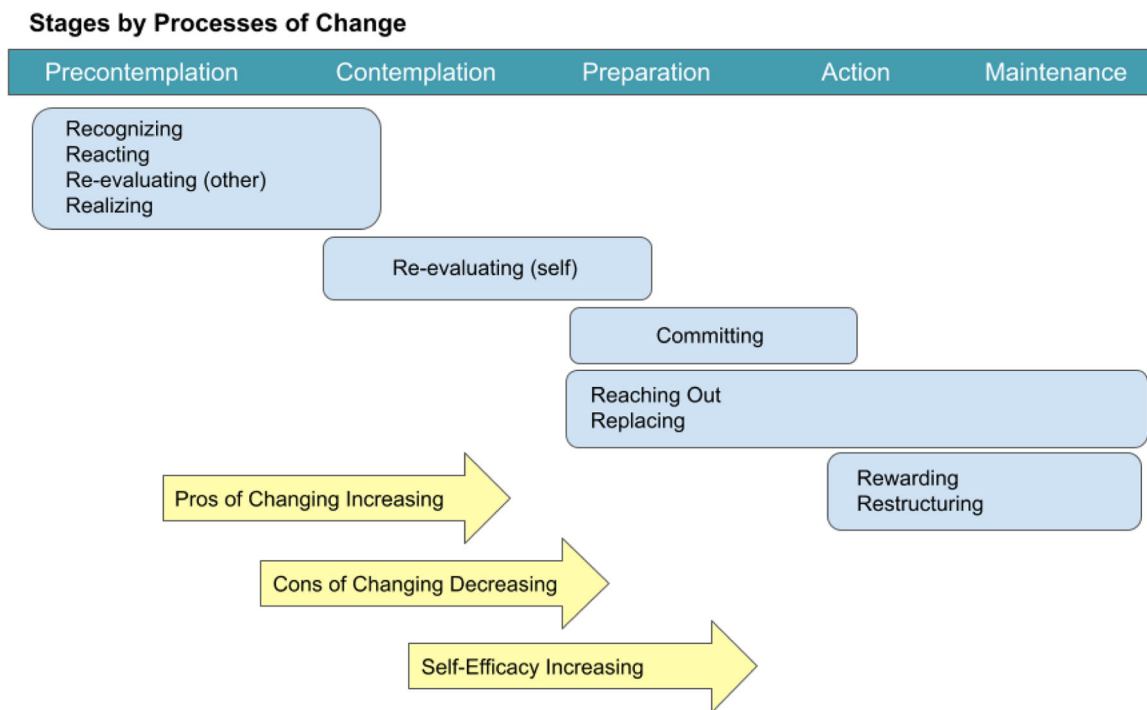 Stages by Processes of Change
Precontemplation Contemplation Preparation Action Maintenance
Recognizing
Reacting
Re-evaluating (other)
Realizing
Re-evaluating (self)
Committing
Reaching Out
Replacing
Rewarding
Restructuring
Pros of Changing Increasing
Cons of Changing Decreasing
Self-Efficacy Increasing